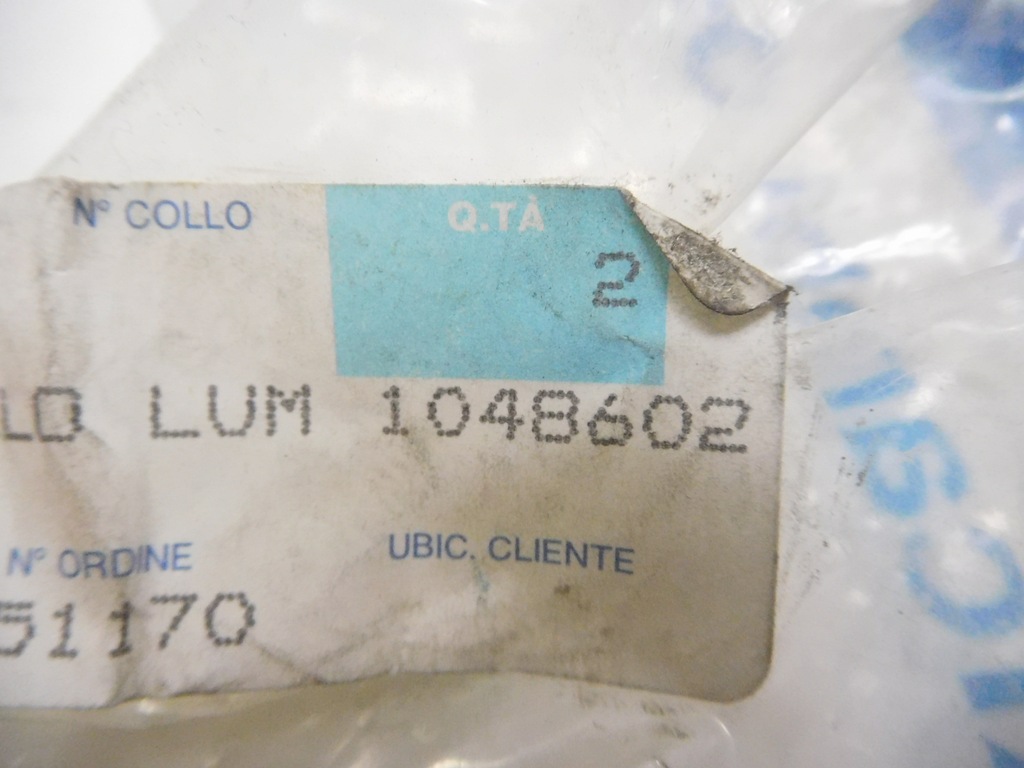 N° COLLO Q.TÀ
2
LD LUM 1048602
N° ORDINE UBIC. CLIENTE
51170